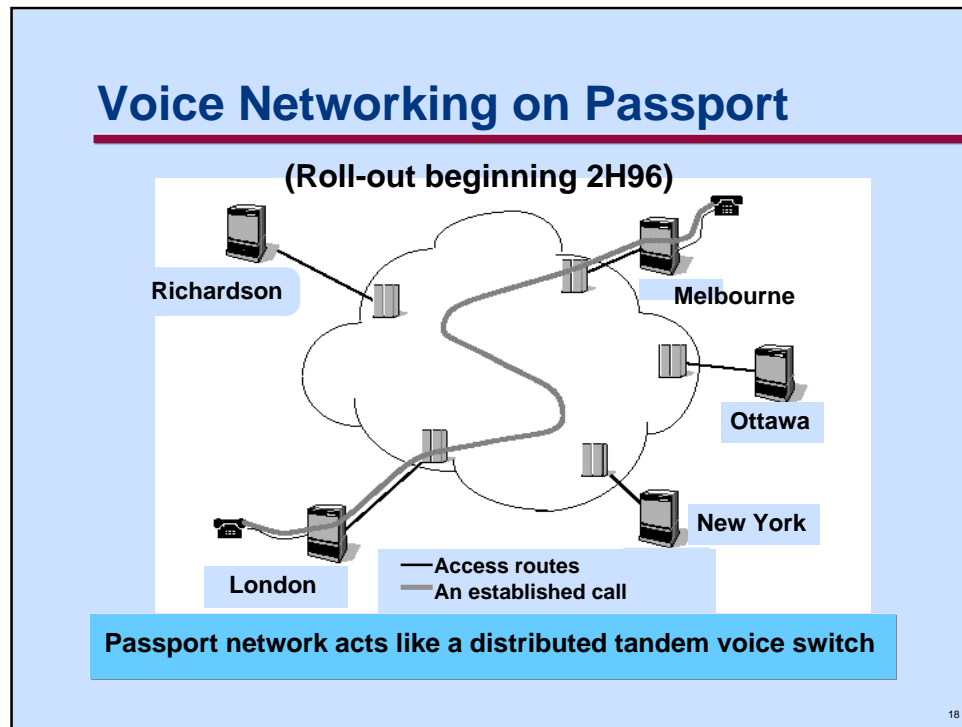 Voice Networking on Passport
(Roll-out beginning 2H96)
Richardson
Melbourne
Ottawa
New York
London
Access routes
An established call
Passport network acts like a distributed tandem voice switch
18